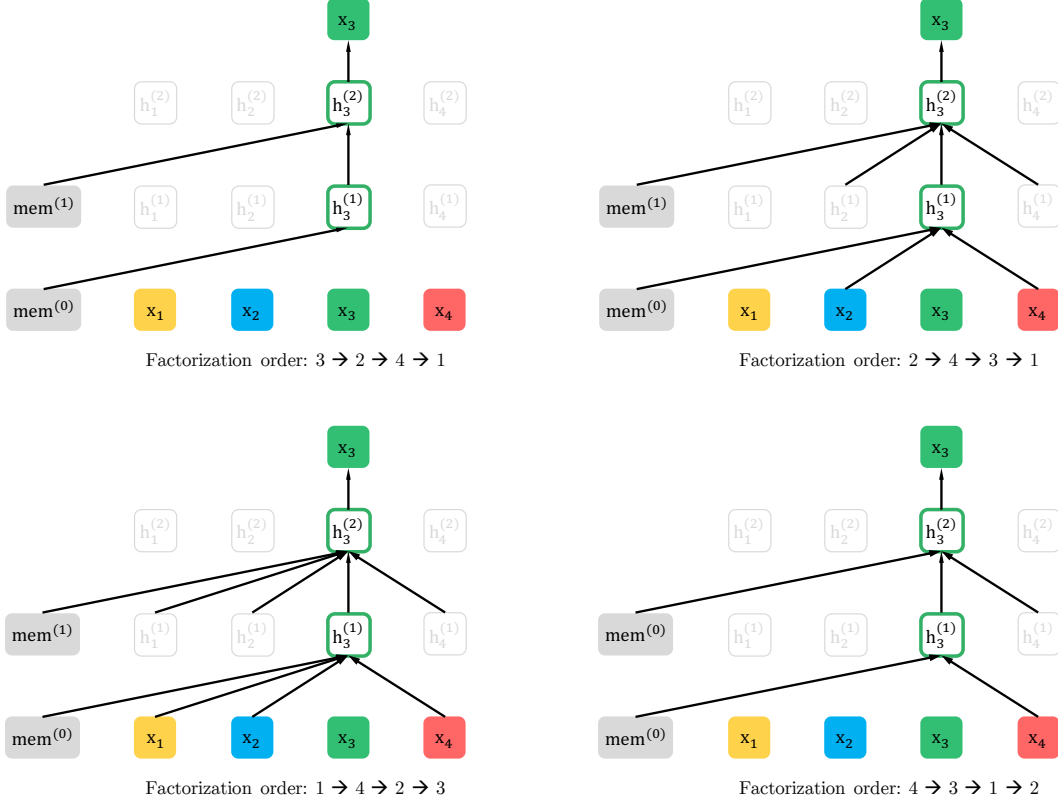 x₃ x₃
h₁⁽²⁾ h₂⁽²⁾ h₃⁽²⁾ h₄⁽²⁾ h₁⁽²⁾ h₂⁽²⁾ h₃⁽²⁾ h₄⁽²⁾
mem⁽¹⁾ h₁⁽¹⁾ h₂⁽¹⁾ h₃⁽¹⁾ h₄⁽¹⁾ mem⁽¹⁾ h₁⁽¹⁾ h₂⁽¹⁾ h₃⁽¹⁾ h₄⁽¹⁾
mem⁽⁰⁾ x₁ x₂ x₃ x₄ mem⁽⁰⁾ x₁ x₂ x₃ x₄
Factorization order: 3 → 2 → 4 → 1 Factorization order: 2 → 4 → 3 → 1
x₃ x₃
h₁⁽²⁾ h₂⁽²⁾ h₃⁽²⁾ h₄⁽²⁾ h₁⁽²⁾ h₂⁽²⁾ h₃⁽²⁾ h₄⁽²⁾
mem⁽¹⁾ h₁⁽¹⁾ h₂⁽¹⁾ h₃⁽¹⁾ h₄⁽¹⁾ mem⁽⁰⁾ h₁⁽¹⁾ h₂⁽¹⁾ h₃⁽¹⁾ h₄⁽¹⁾
mem⁽⁰⁾ x₁ x₂ x₃ x₄ mem⁽⁰⁾ x₁ x₂ x₃ x₄
Factorization order: 1 → 4 → 2 → 3 Factorization order: 4 → 3 → 1 → 2